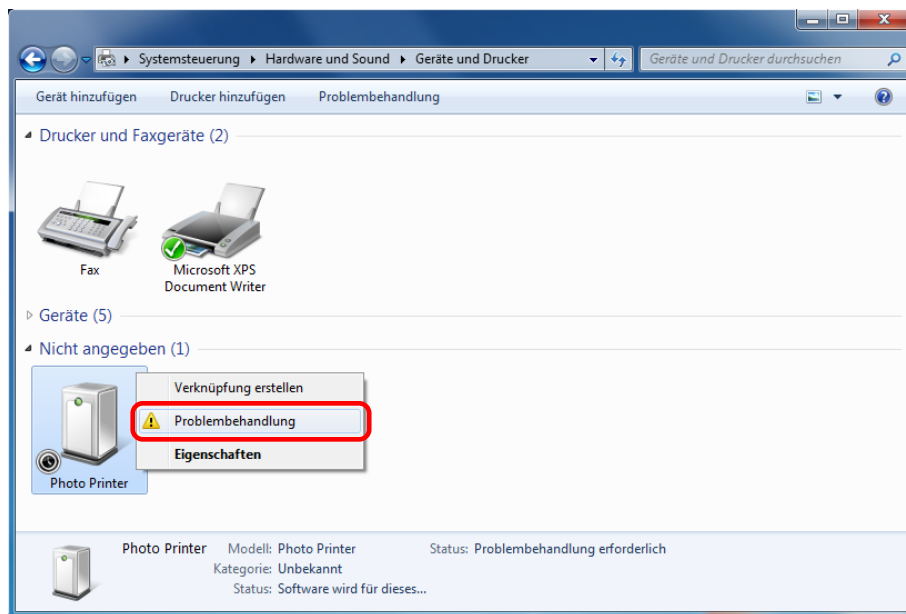 Systemsteuerung Hardware und Sound Geräte und Drucker Geräte und Drucker durchsuchen
Gerät hinzufügen Drucker hinzufügen Problembehandlung
Drucker und Faxgeräte (2)
Fax Microsoft XPS
Document Writer
Geräte (5)
Nicht angegeben (1)
Verknüpfung erstellen
Problembehandlung
Eigenschaften
Photo Printer
Photo Printer Modell: Photo Printer Status: Problembehandlung erforderlich
Kategorie: Unbekannt
Status: Software wird für dieses...